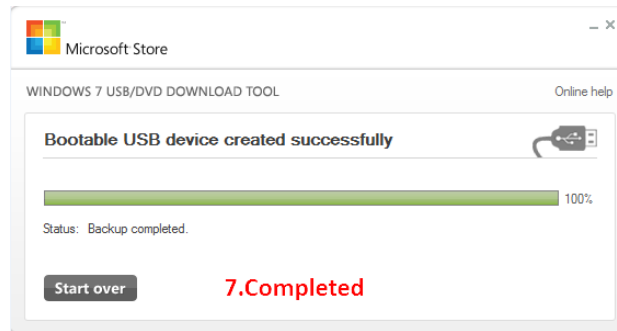 Microsoft Store
WINDOWS 7 USB/DVD DOWNLOAD TOOL Online help
Bootable USB device created successfully
100%
Status: Backup completed.
Start over 7.Completed